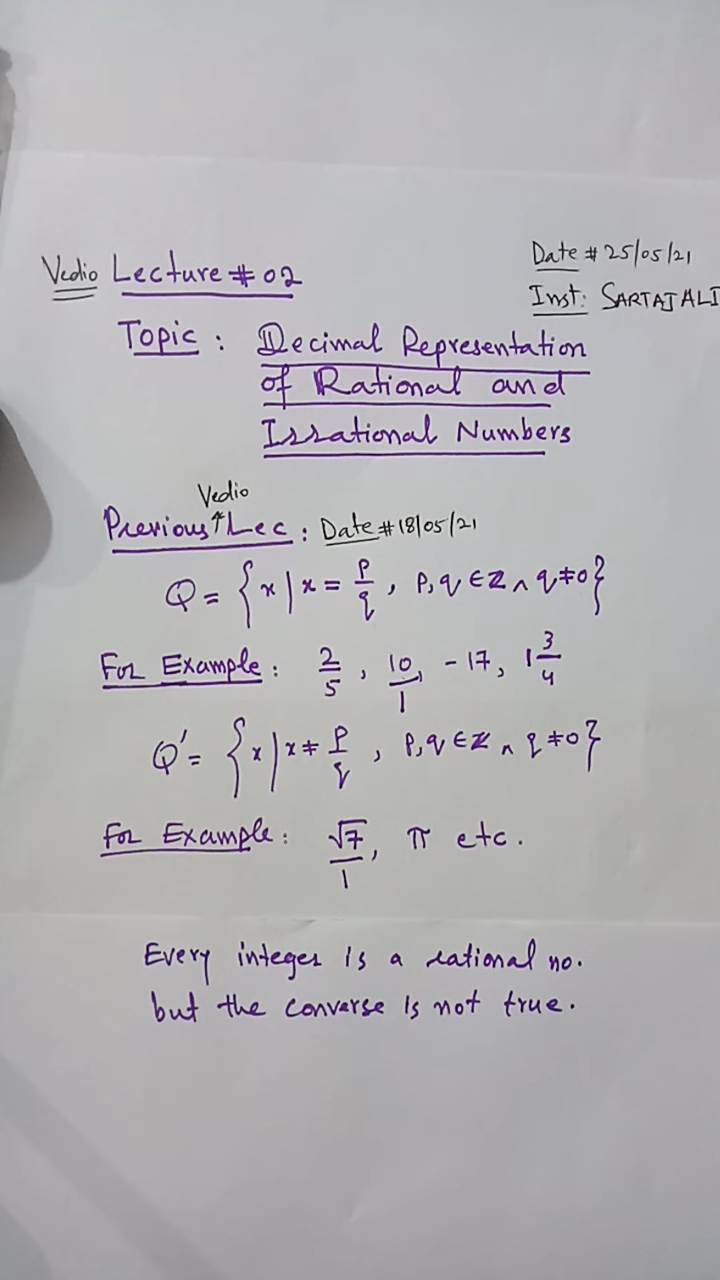 Vedio Lecture # 02
Date # 25/05/21
Inst: SARTAJ ALI
Topic : Decimal Representation
of Rational and
Irrational Numbers
Vedio
Previous ↑ Lec : Date # 18/05/21
Q = { x | x = p/q , p, q ∈ Z ∧ q ≠ 0 }
For Example : 2/5 , 10/1 , -17, 1 3/4
Q′ = { x | x ≠ p/q , p, q ∈ Z ∧ q ≠ 0 }
For Example : √7/1 , π etc.
Every integer is a rational no.
but the converse is not true.